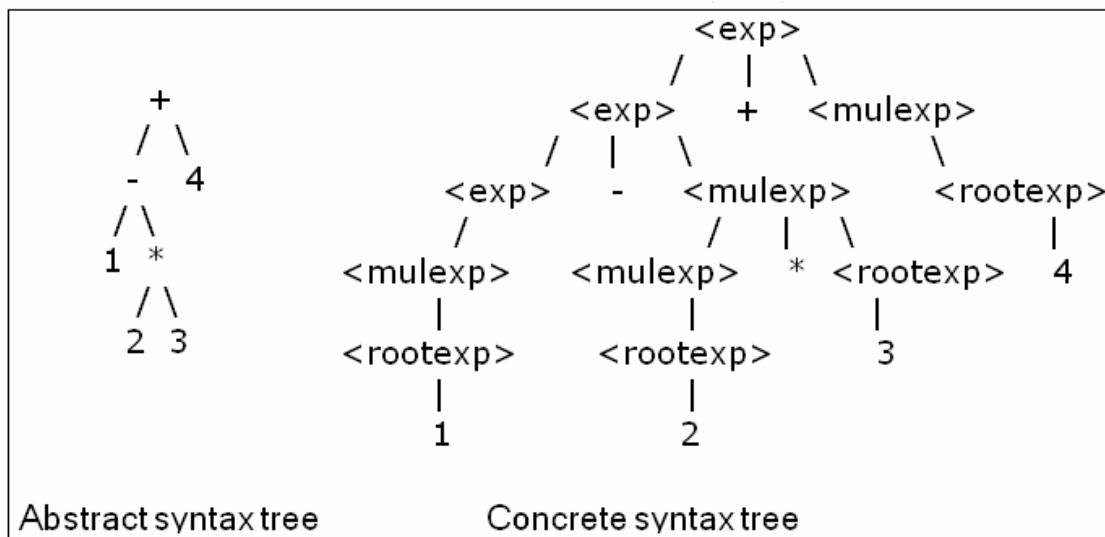 <exp>
+ <exp> + <mulexp>
- 4 <exp> - <mulexp> <rootexp>
1 * <mulexp> <mulexp> * <rootexp> 4
2 3 <rootexp> <rootexp> 3
1 2
Abstract syntax tree Concrete syntax tree